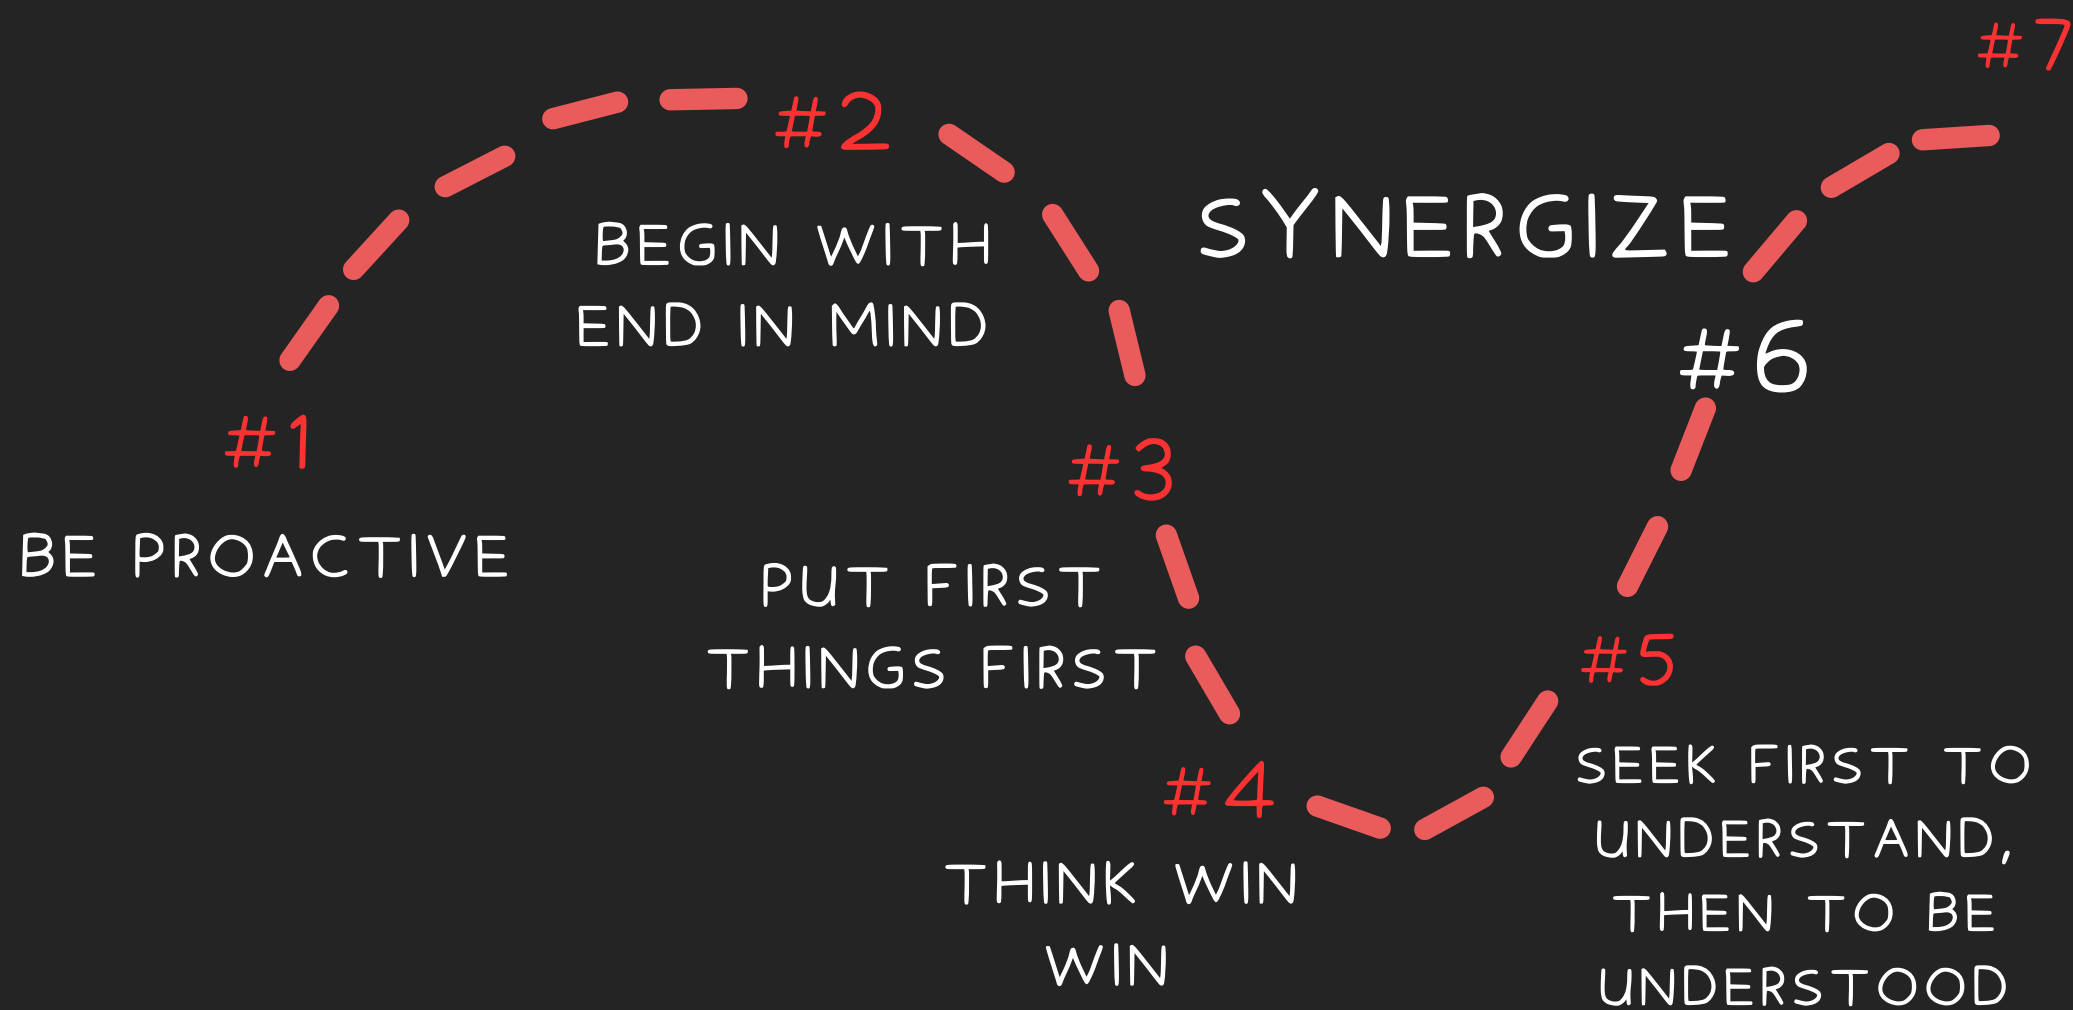 #1
BE PROACTIVE
#2
BEGIN WITH
END IN MIND
#3
PUT FIRST
THINGS FIRST
#4
THINK WIN
WIN
#5
SEEK FIRST TO
UNDERSTAND,
THEN TO BE
UNDERSTOOD
SYNERGIZE
#6
#7